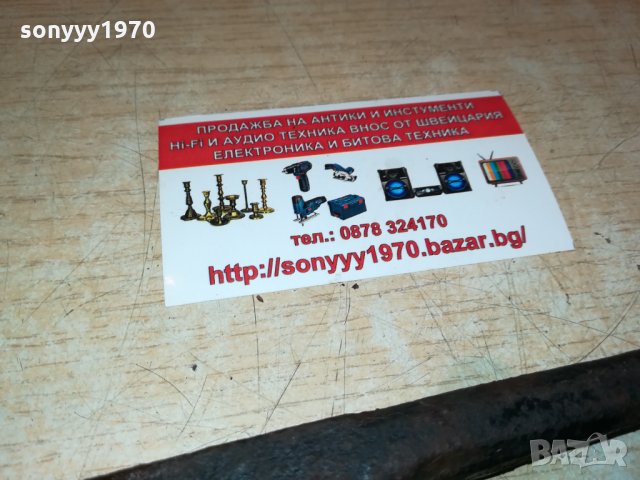 sonyyy1970
ПРОДАЖБА НА АНТИКИ И ИНСТУМЕНТИ
Hi-Fi И АУДИО ТЕХНИКА ВНОС ОТ ШВЕЙЦАРИЯ
ЕЛЕКТРОНИКА И БИТОВА ТЕХНИКА
тел.: 0878 324170
http://sonyyy1970.bazar.bg/
BAZAR